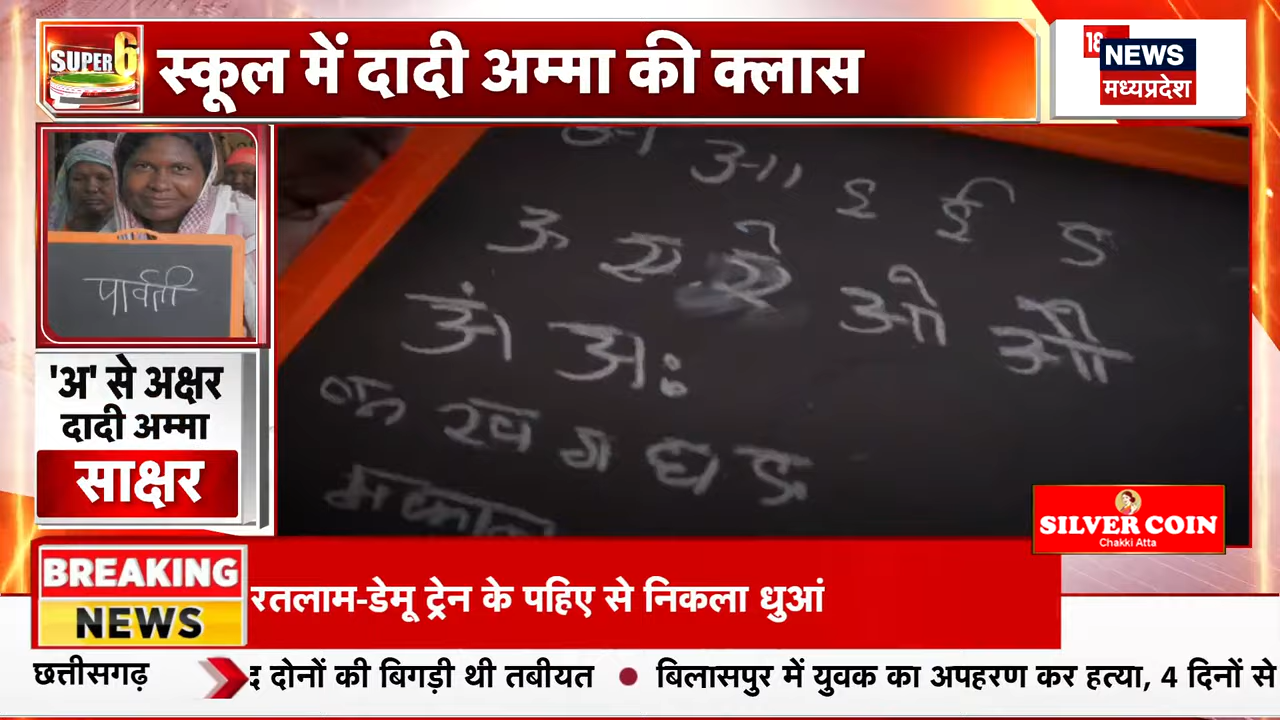 SUPER 6
स्कूल में दादी अम्मा की क्लास
18
NEWS
मध्यप्रदेश
पार्वती
'अ' से अक्षर
दादी अम्मा
साक्षर
आ इ ई ड
ऊ ए ऐ ओ औ
अं अः
क ख ग घ ङ
SILVER COIN
Chakki Atta
BREAKING
NEWS
रतलाम-डेमू ट्रेन के पहिए से निकला धुआं
छत्तीसगढ़
दोनों की बिगड़ी थी तबीयत • बिलासपुर में युवक का अपहरण कर हत्या, 4 दिनों से